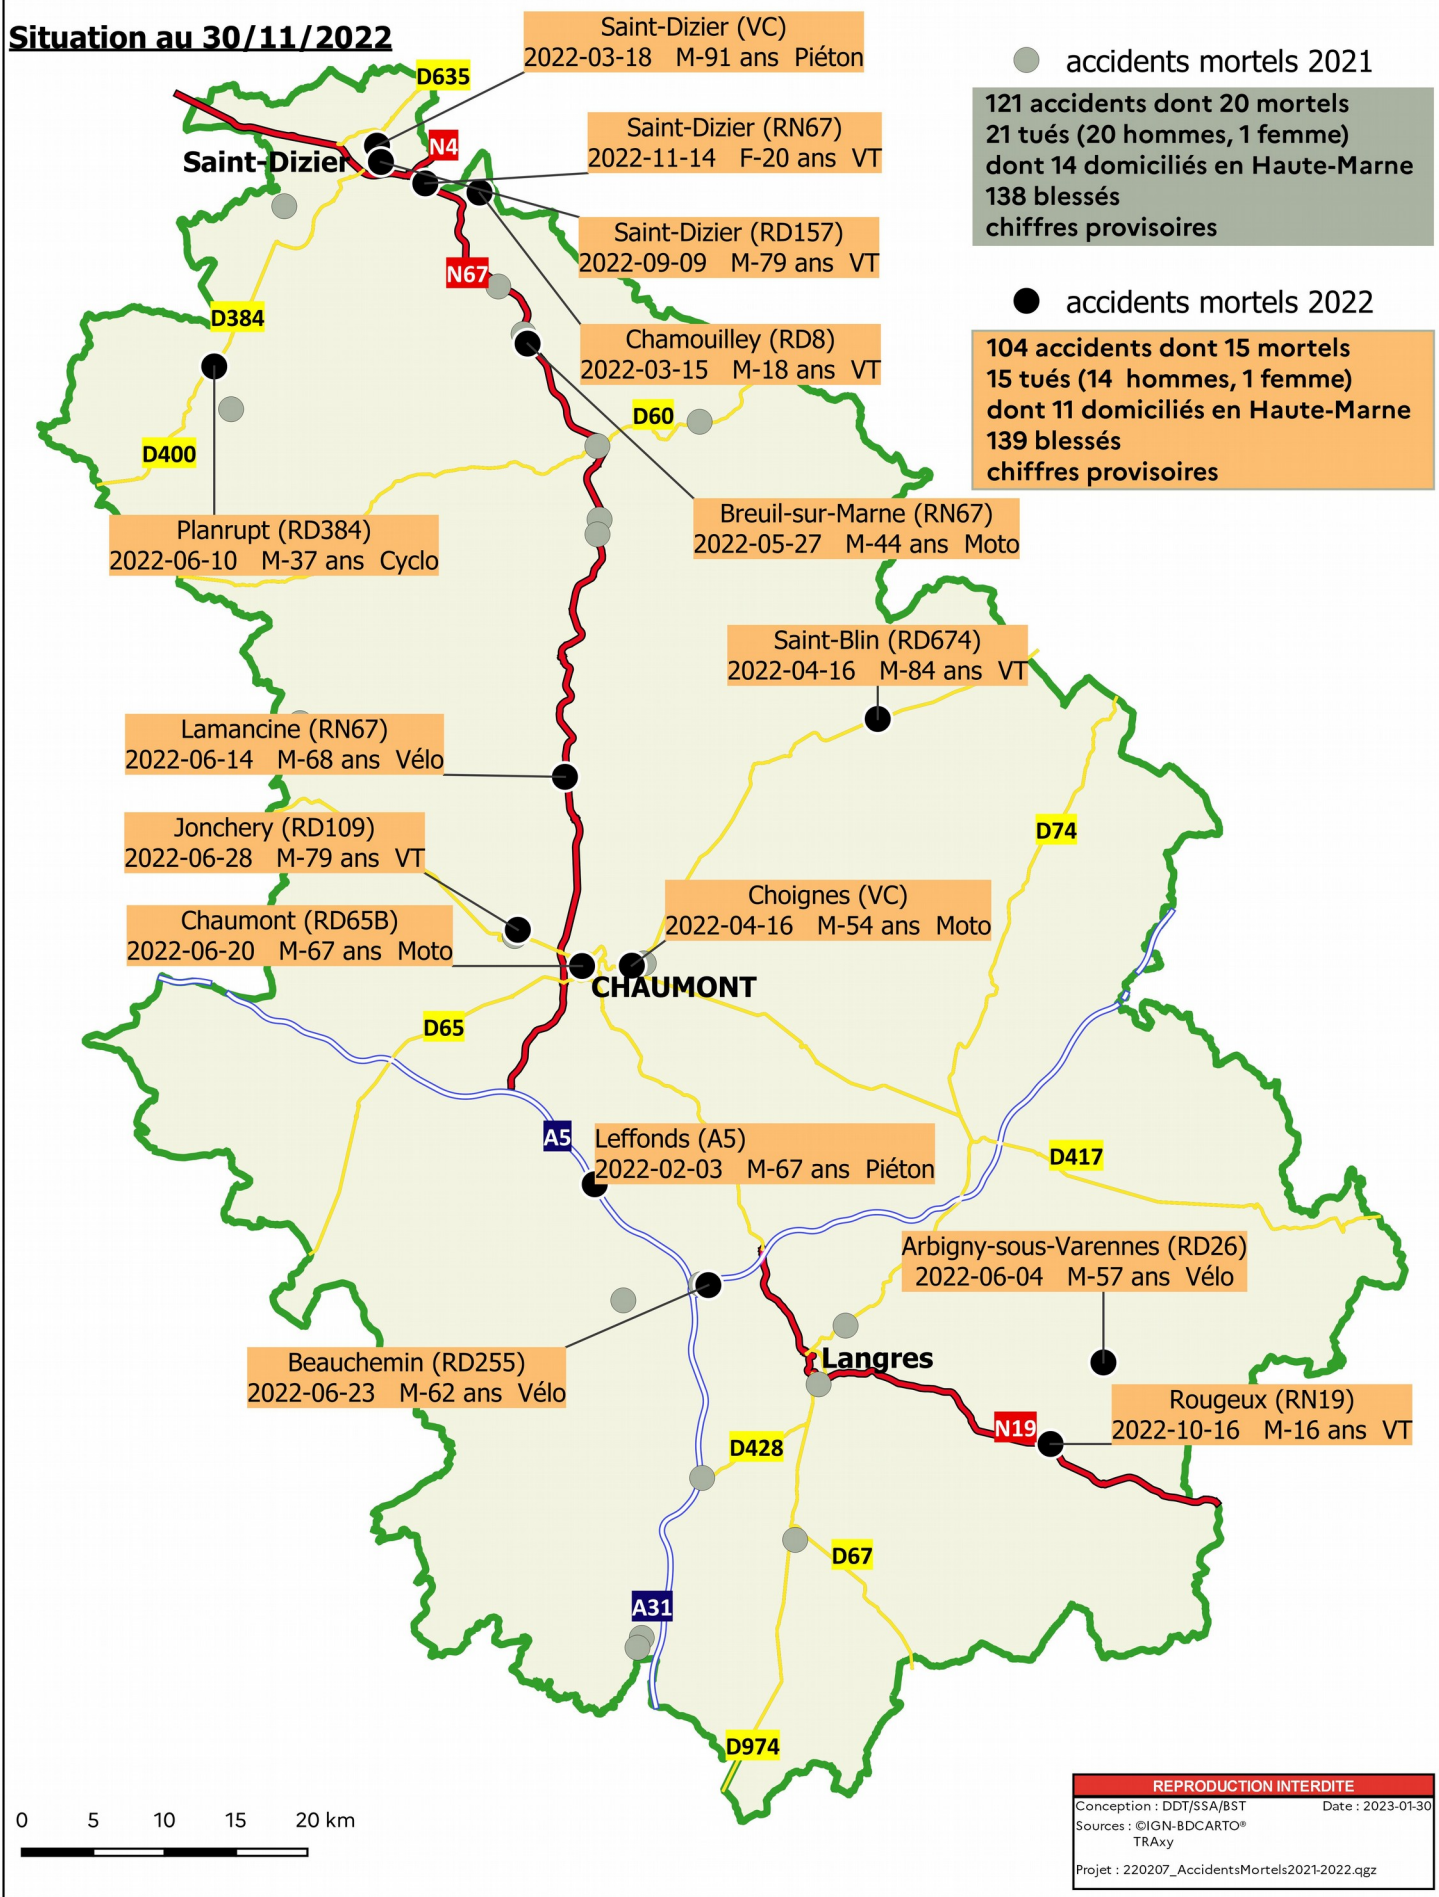 Situation au 30/11/2022
Saint-Dizier (VC)
2022-03-18 M-91 ans Piéton
accidents mortels 2021
121 accidents dont 20 mortels
21 tués (20 hommes, 1 femme)
dont 14 domiciliés en Haute-Marne
138 blessés
chiffres provisoires
D635
Saint-Dizier (RN67)
2022-11-14 F-20 ans VT
N4
Saint-Dizier
Saint-Dizier (RD157)
2022-09-09 M-79 ans VT
N67
accidents mortels 2022
104 accidents dont 15 mortels
15 tués (14 hommes, 1 femme)
dont 11 domiciliés en Haute-Marne
139 blessés
chiffres provisoires
D384
Chamouilley (RD8)
2022-03-15 M-18 ans VT
D60
D400
Breuil-sur-Marne (RN67)
2022-05-27 M-44 ans Moto
Planrupt (RD384)
2022-06-10 M-37 ans Cyclo
Saint-Blin (RD674)
2022-04-16 M-84 ans VT
Lamancine (RN67)
2022-06-14 M-68 ans Vélo
Jonchery (RD109)
2022-06-28 M-79 ans VT
D74
Choignes (VC)
2022-04-16 M-54 ans Moto
Chaumont (RD65B)
2022-06-20 M-67 ans Moto
CHAUMONT
D65
A5
Leffonds (A5)
2022-02-03 M-67 ans Piéton
D417
Arbigny-sous-Varennes (RD26)
2022-06-04 M-57 ans Vélo
Beauchemin (RD255)
2022-06-23 M-62 ans Vélo
Langres
Rougeux (RN19)
2022-10-16 M-16 ans VT
N19
D428
D67
A31
D974
0 5 10 15 20 km
REPRODUCTION INTERDITE
Conception : DDT/SSA/BST Date : 2023-01-30
Sources : ©IGN-BDCARTO®
TRAxy
Projet : 220207_AccidentsMortels2021-2022.qgz